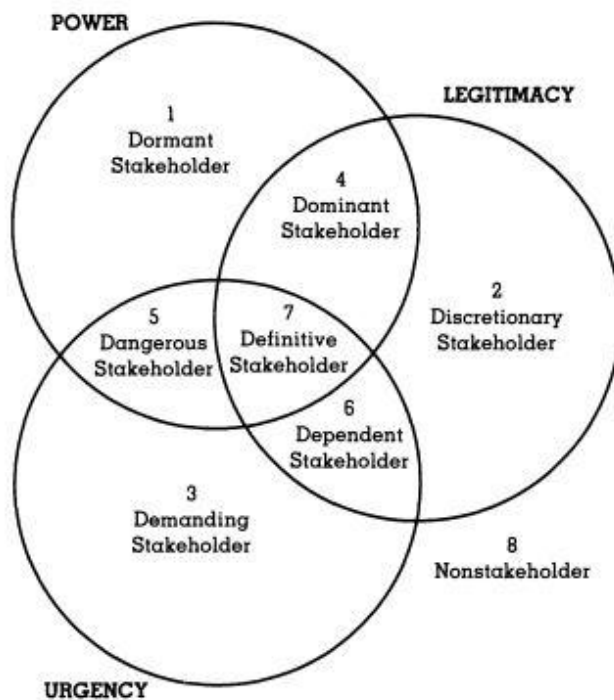 POWER
LEGITIMACY
1
Dormant
Stakeholder
4
Dominant
Stakeholder
2
Discretionary
Stakeholder
5
Dangerous
Stakeholder
7
Definitive
Stakeholder
6
Dependent
Stakeholder
3
Demanding
Stakeholder
8
Nonstakeholder
URGENCY